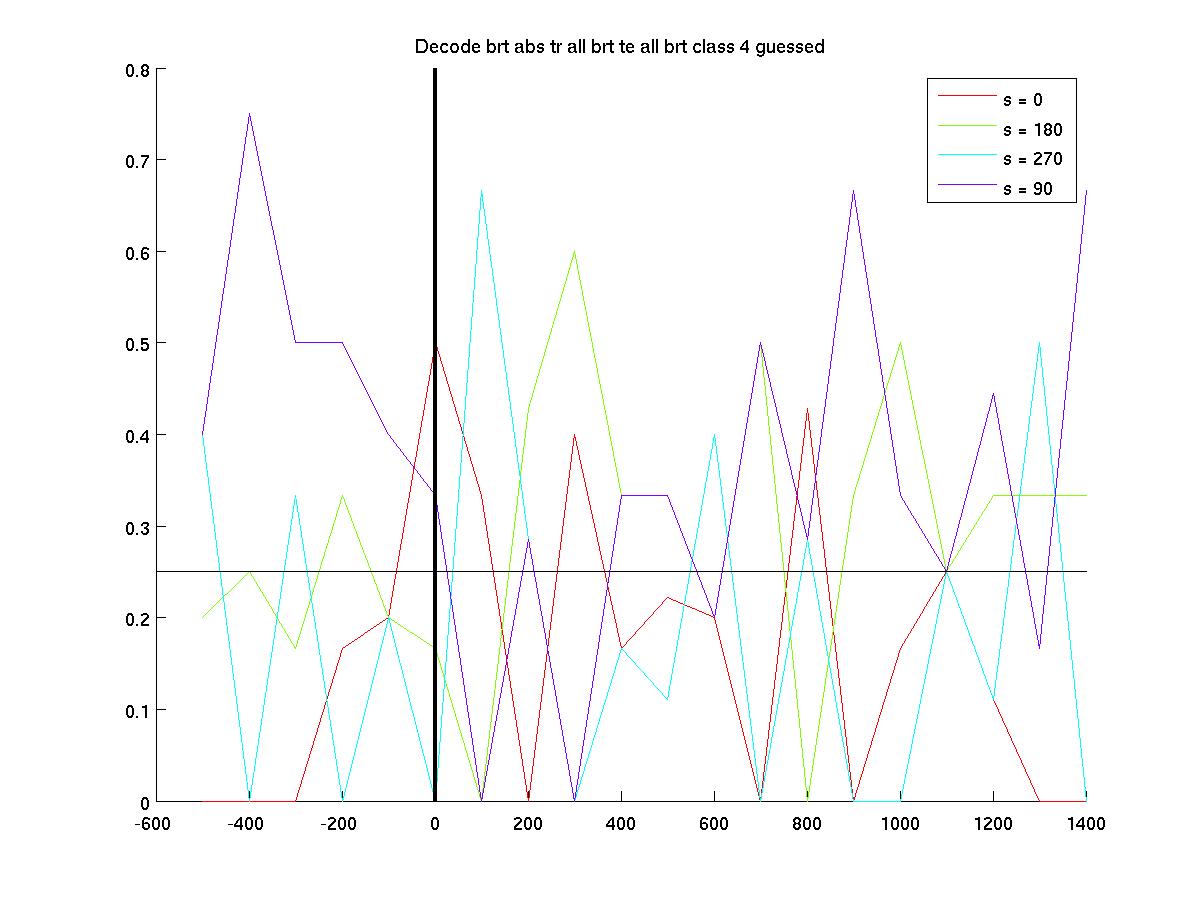 Decode brt abs tr all brt te all brt class 4 guessed
s = 0
s = 180
s = 270
s = 90
0.8
0.7
0.6
0.5
0.4
0.3
0.2
0.1
0
-600 -400 -200 0 200 400 600 800 1000 1200 1400